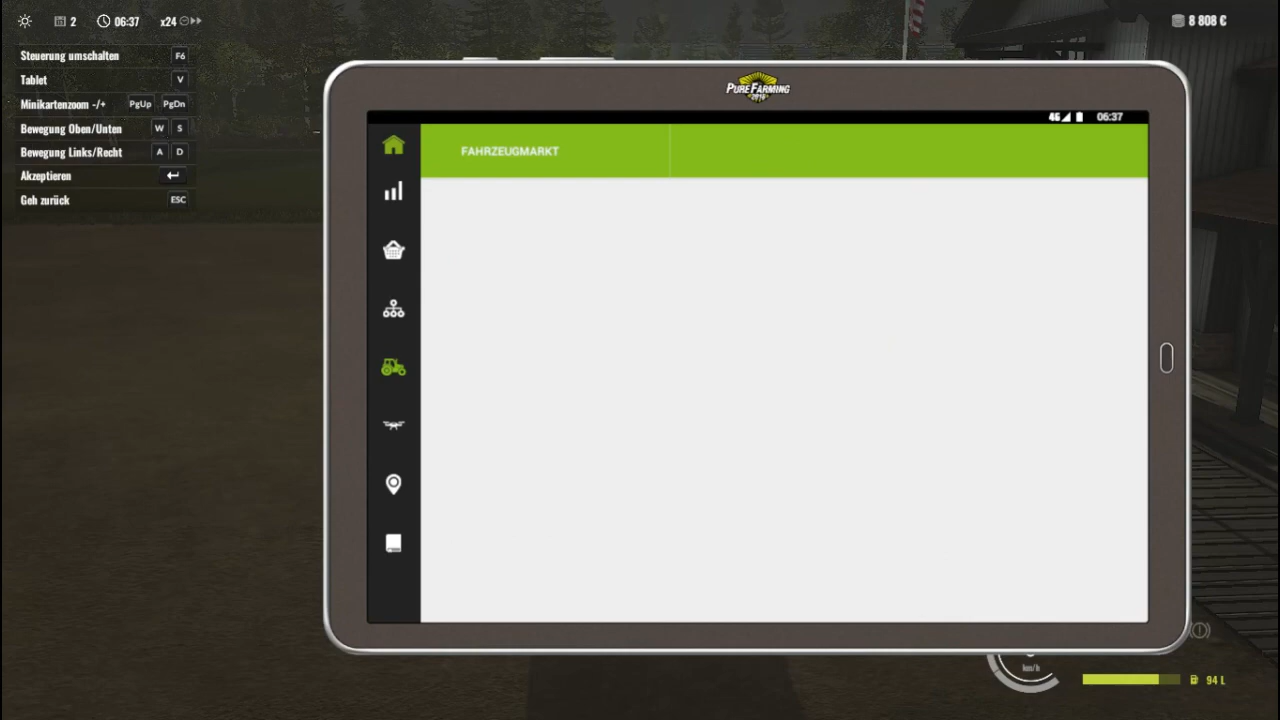 2 06:37 x24
8 808 €
Steuerung umschalten F6
Tablet V
Minikartenzoom -/+ PgUp PgDn
Bewegung Oben/Unten W S
Bewegung Links/Recht A D
Akzeptieren
Geh zurück ESC
PURE FARMING
2018
4G 06:37
FAHRZEUGMARKT
km/h
94 L